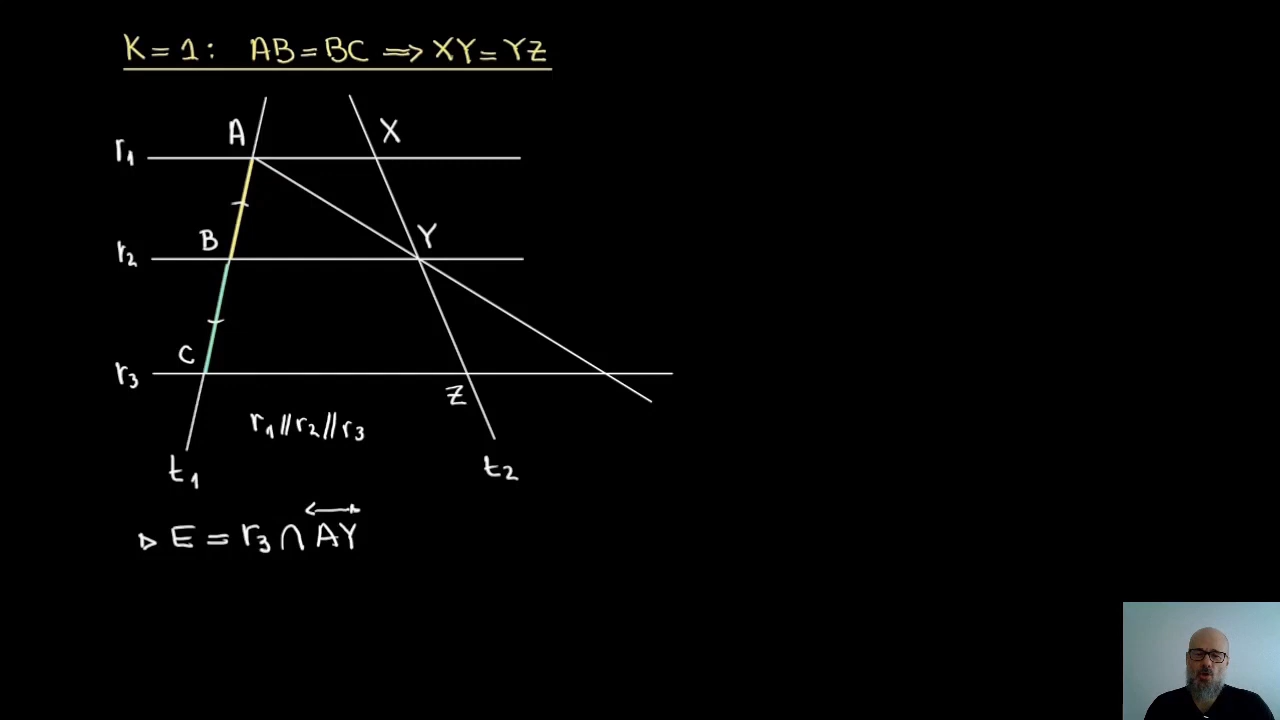 K = 1 : AB = BC ⟹ XY = YZ
A X
r₁
B Y
r₂
C
r₃
Z
r₁ // r₂ // r₃
t₁ t₂
▷ E = r₃ ∩ AY